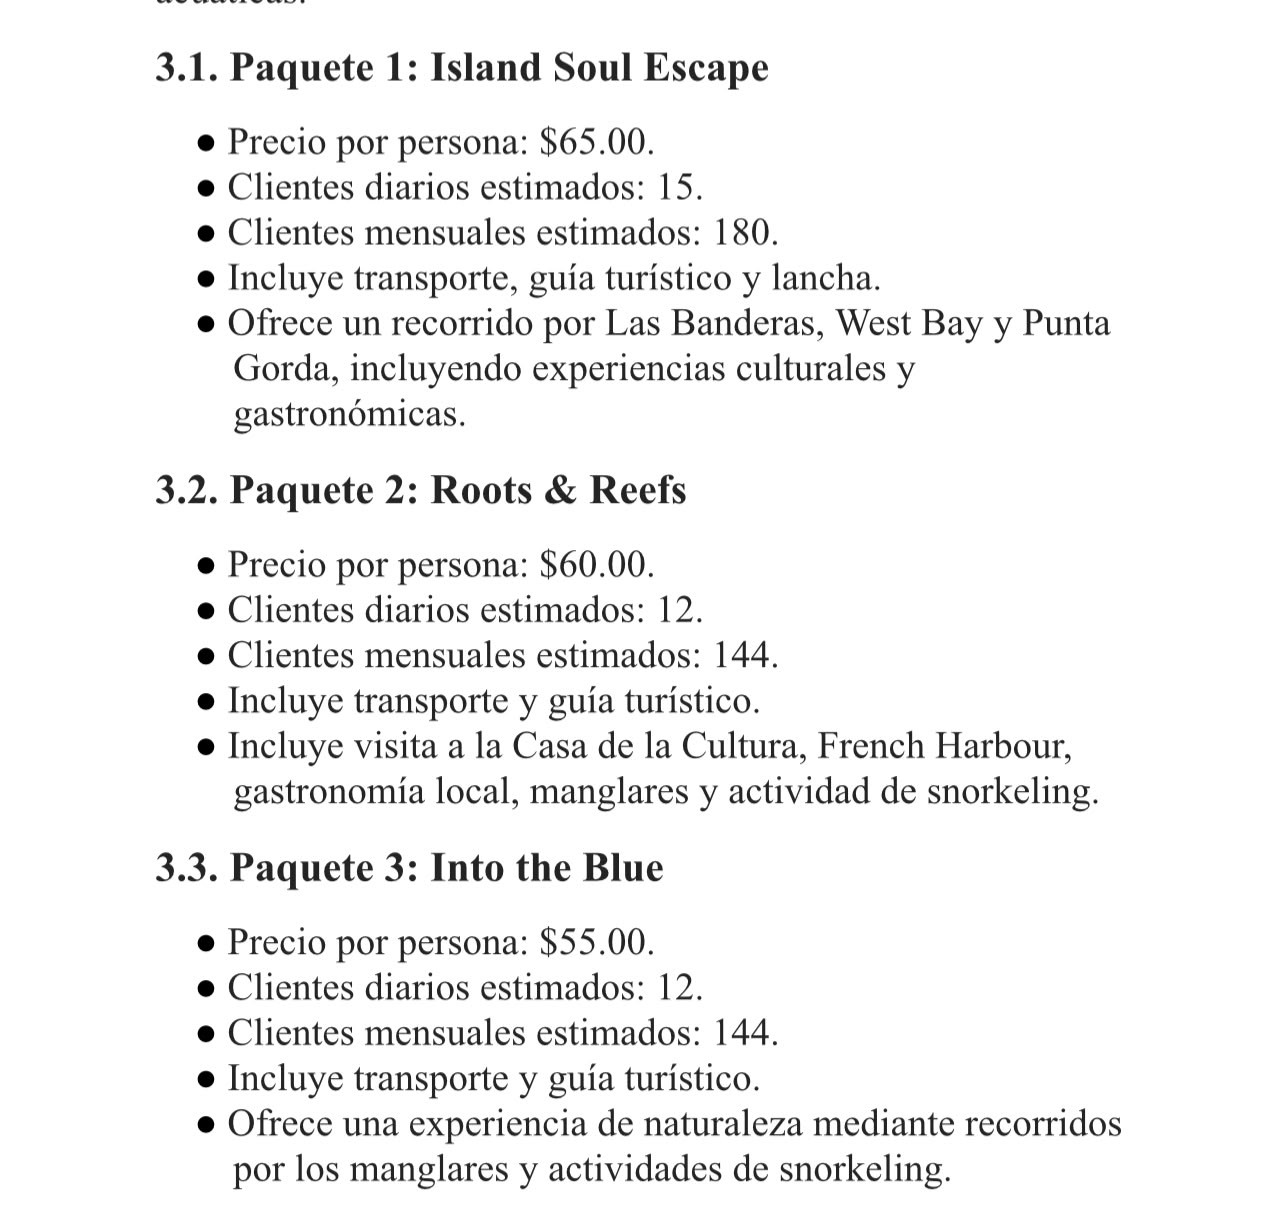 acuáticas.
3.1. Paquete 1: Island Soul Escape
● Precio por persona: $65.00.
● Clientes diarios estimados: 15.
● Clientes mensuales estimados: 180.
● Incluye transporte, guía turístico y lancha.
● Ofrece un recorrido por Las Banderas, West Bay y Punta
Gorda, incluyendo experiencias culturales y
gastronómicas.
3.2. Paquete 2: Roots & Reefs
● Precio por persona: $60.00.
● Clientes diarios estimados: 12.
● Clientes mensuales estimados: 144.
● Incluye transporte y guía turístico.
● Incluye visita a la Casa de la Cultura, French Harbour,
gastronomía local, manglares y actividad de snorkeling.
3.3. Paquete 3: Into the Blue
● Precio por persona: $55.00.
● Clientes diarios estimados: 12.
● Clientes mensuales estimados: 144.
● Incluye transporte y guía turístico.
● Ofrece una experiencia de naturaleza mediante recorridos
por los manglares y actividades de snorkeling.